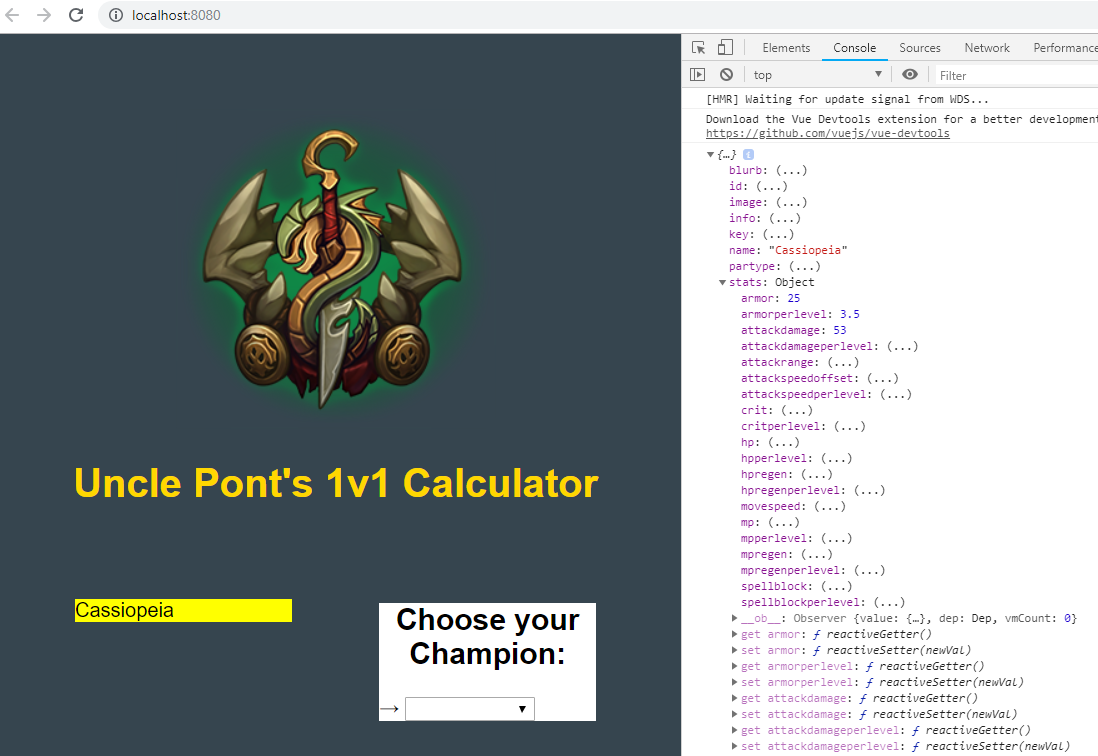 localhost:8080
Elements Console Sources Network Performance
top Filter
[HMR] Waiting for update signal from WDS...
Download the Vue Devtools extension for a better development
https://github.com/vuejs/vue-devtools
{…}
blurb: (...)
id: (...)
image: (...)
info: (...)
key: (...)
name: "Cassiopeia"
partype: (...)
stats: Object
armor: 25
armorperlevel: 3.5
attackdamage: 53
attackdamageperlevel: (...)
attackrange: (...)
attackspeedoffset: (...)
attackspeedperlevel: (...)
crit: (...)
critperlevel: (...)
hp: (...)
hpperlevel: (...)
hpregen: (...)
hpregenperlevel: (...)
movespeed: (...)
mp: (...)
mpperlevel: (...)
mpregen: (...)
mpregenperlevel: (...)
spellblock: (...)
spellblockperlevel: (...)
__ob__: Observer {value: {…}, dep: Dep, vmCount: 0}
get armor: ƒ reactiveGetter()
set armor: ƒ reactiveSetter(newVal)
get armorperlevel: ƒ reactiveGetter()
set armorperlevel: ƒ reactiveSetter(newVal)
get attackdamage: ƒ reactiveGetter()
set attackdamage: ƒ reactiveSetter(newVal)
get attackdamageperlevel: ƒ reactiveGetter()
set attackdamageperlevel: ƒ reactiveSetter(newVal)
Uncle Pont's 1v1 Calculator
Cassiopeia
Choose your
Champion:
→